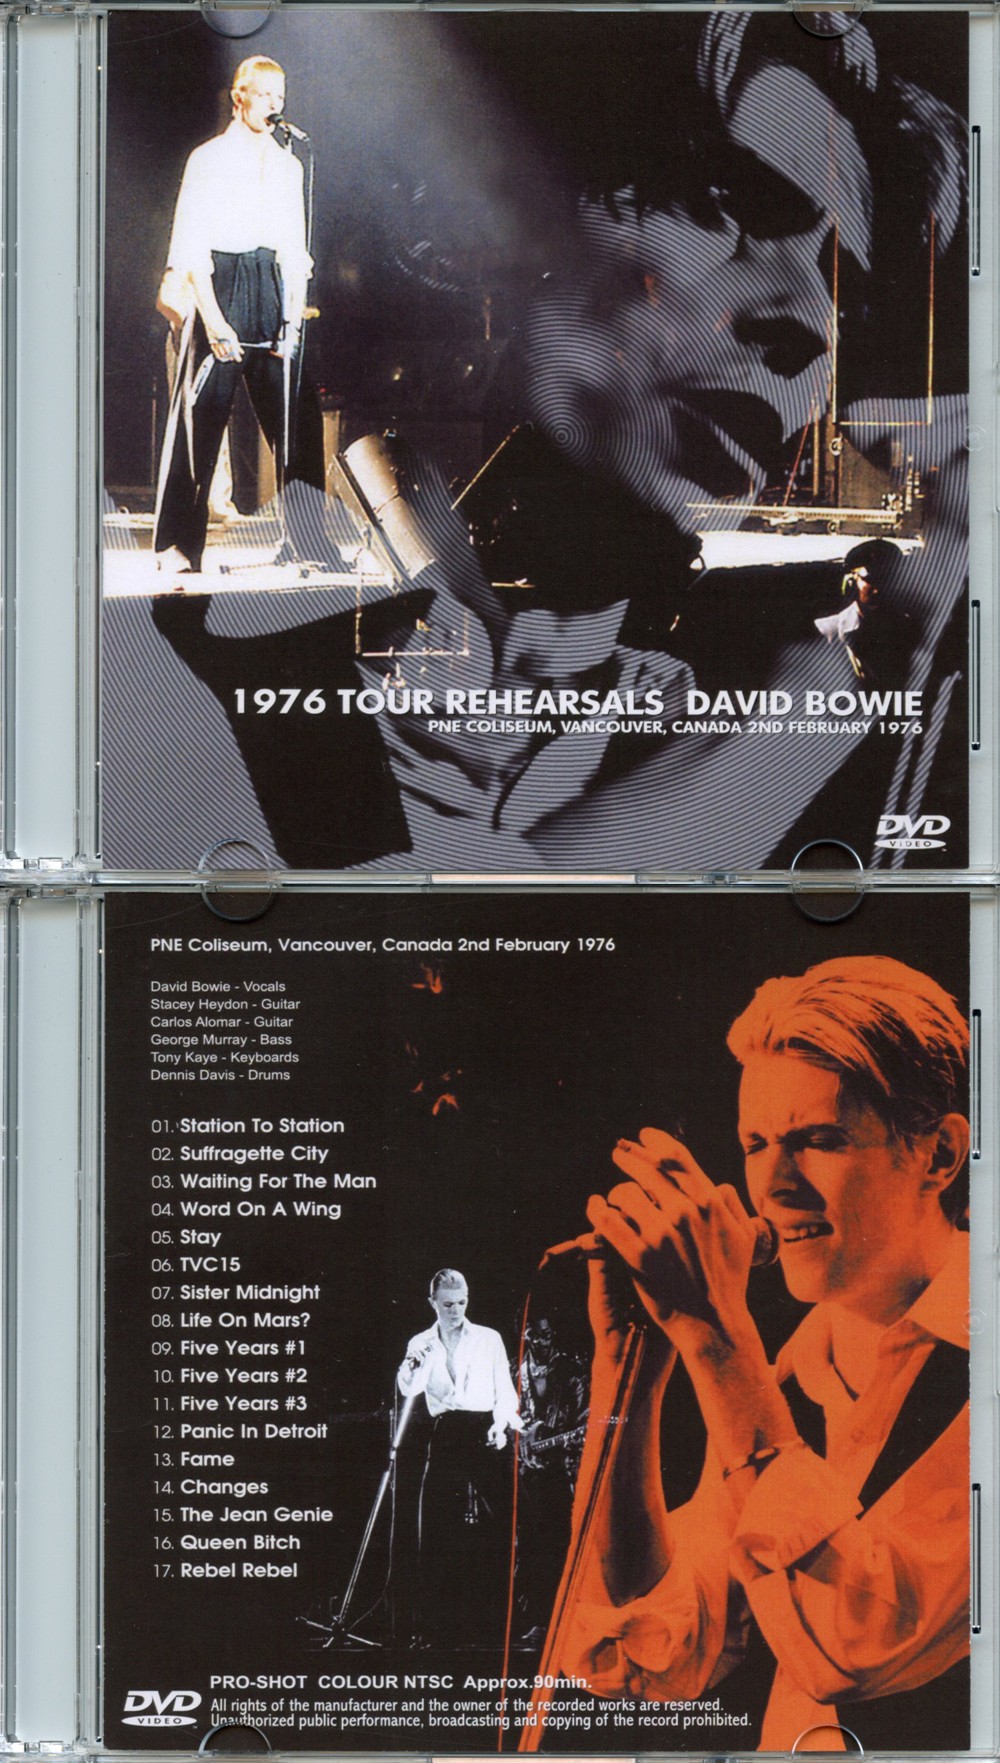 1976 TOUR REHEARSALS DAVID BOWIE
PNE COLISEUM, VANCOUVER, CANADA 2ND FEBRUARY 1976
DVD
VIDEO
PNE Coliseum, Vancouver, Canada 2nd February 1976
David Bowie - Vocals
Stacey Heydon - Guitar
Carlos Alomar - Guitar
George Murray - Bass
Tony Kaye - Keyboards
Dennis Davis - Drums
01. Station To Station
02. Suffragette City
03. Waiting For The Man
04. Word On A Wing
05. Stay
06. TVC15
07. Sister Midnight
08. Life On Mars?
09. Five Years #1
10. Five Years #2
11. Five Years #3
12. Panic In Detroit
13. Fame
14. Changes
15. The Jean Genie
16. Queen Bitch
17. Rebel Rebel
PRO-SHOT COLOUR NTSC Approx.90min.
DVD
VIDEO
All rights of the manufacturer and the owner of the recorded works are reserved.
Unauthorized public performance, broadcasting and copying of the record prohibited.